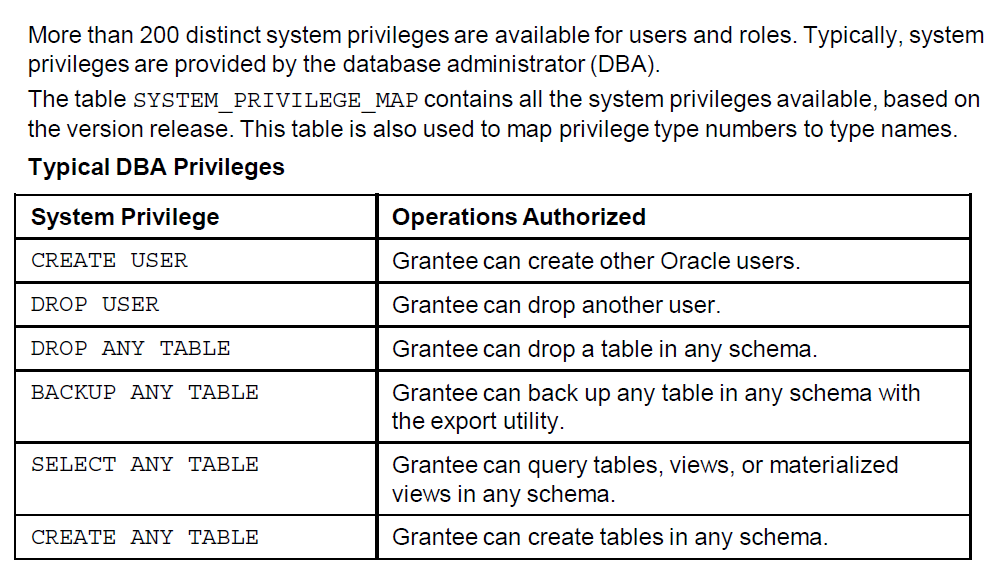 More than 200 distinct system privileges are available for users and roles. Typically, system
privileges are provided by the database administrator (DBA).
The table SYSTEM_PRIVILEGE_MAP contains all the system privileges available, based on
the version release. This table is also used to map privilege type numbers to type names.
Typical DBA Privileges
System Privilege Operations Authorized
CREATE USER Grantee can create other Oracle users.
DROP USER Grantee can drop another user.
DROP ANY TABLE Grantee can drop a table in any schema.
BACKUP ANY TABLE Grantee can back up any table in any schema with
the export utility.
SELECT ANY TABLE Grantee can query tables, views, or materialized
views in any schema.
CREATE ANY TABLE Grantee can create tables in any schema.